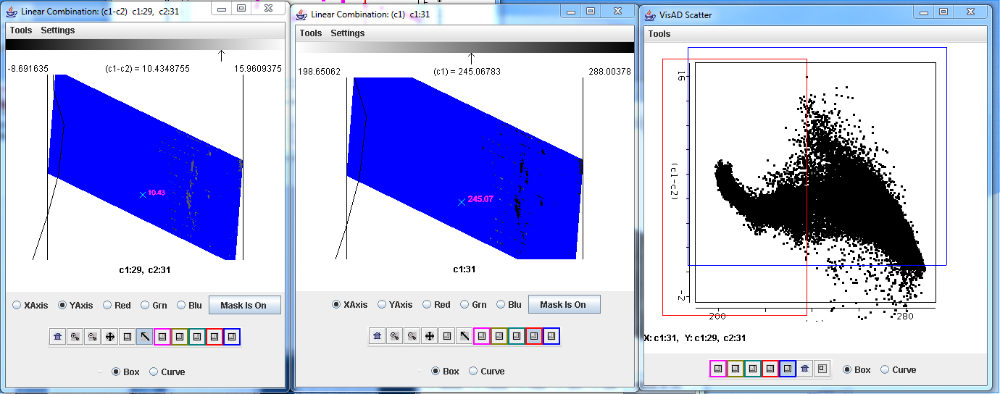 Linear Combination: (c1-c2) c1:29, c2:31
Tools Settings
-8.691635 (c1-c2) = 10.4348755 15.9609375
10.43
c1:29, c2:31
XAxis YAxis Red Grn Blu Mask Is On
Box Curve
Linear Combination: (c1) c1:31
Tools Settings
198.65062 (c1) = 245.06783 288.00378
245.07
c1:31
XAxis YAxis Red Grn Blu Mask Is On
Box Curve
VisAD Scatter
Tools
16
(c1-c2)
-2
200 280
X: c1:31, Y: c1:29, c2:31
Box Curve